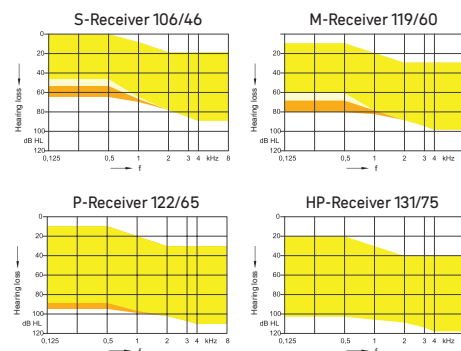 S-Receiver 106/46
0
20
40
60
80
100
dB HL
120
Hearing loss
0,125 0,5 1 2 3 4 kHz 8
f
M-Receiver 119/60
0
20
40
60
80
100
dB HL
120
Hearing loss
0,125 0,5 1 2 3 4 kHz
f
P-Receiver 122/65
0
20
40
60
80
100
dB HL
120
Hearing loss
0,125 0,5 1 2 3 4 kHz 8
f
HP-Receiver 131/75
0
20
40
60
80
100
dB HL
120
Hearing loss
0,125 0,5 1 2 3 4 kHz
f